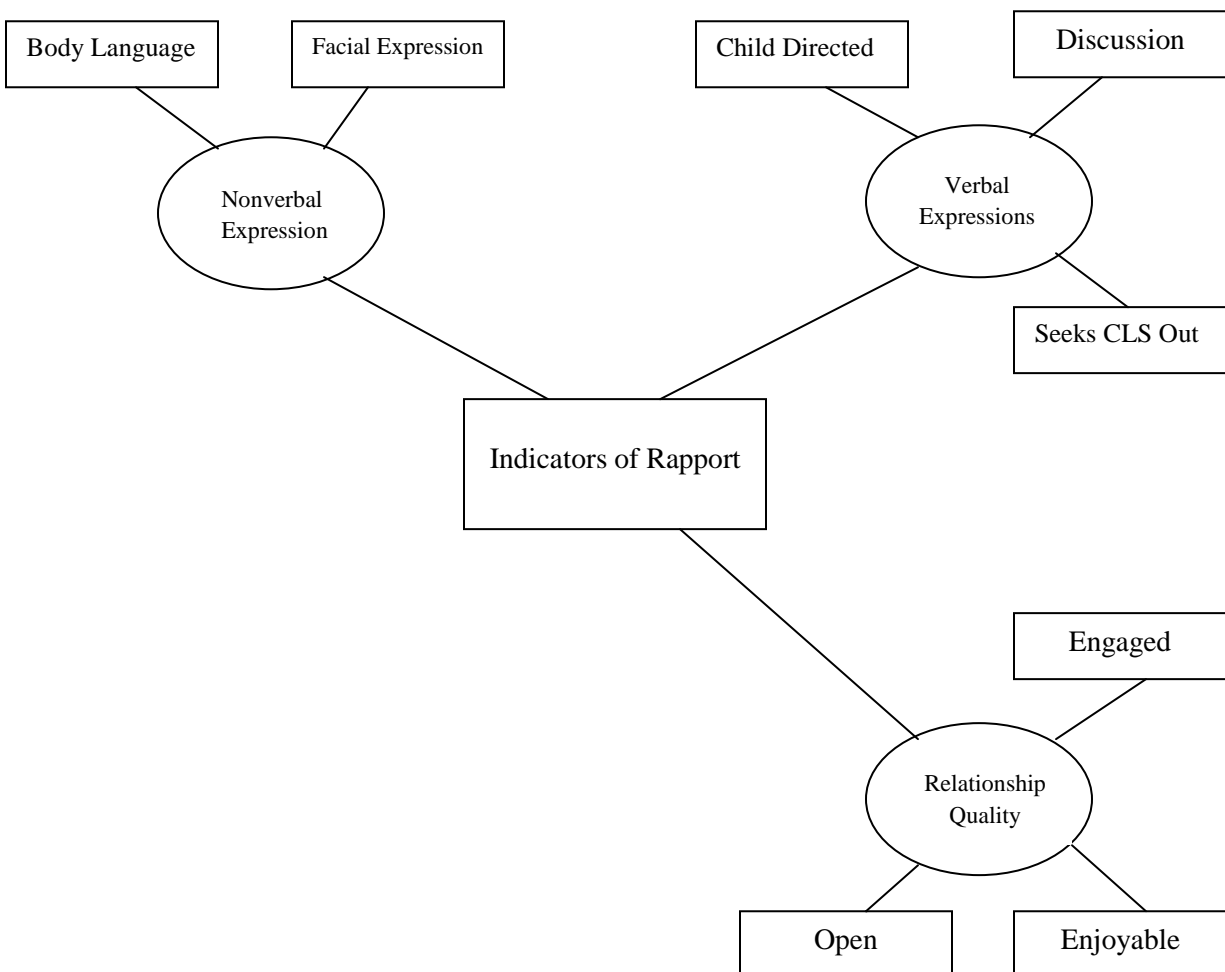 Body Language
Facial Expression
Child Directed
Discussion
Nonverbal
Expression
Verbal
Expressions
Seeks CLS Out
Indicators of Rapport
Engaged
Relationship
Quality
Open
Enjoyable